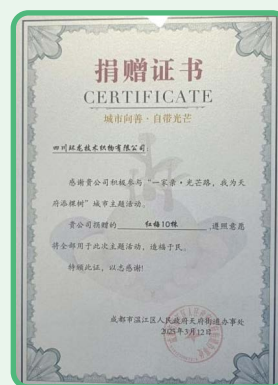 捐赠证书
CERTIFICATE
城市向善·自带光芒
四川环龙技术织物有限公司
感谢贵公司积极参与“一家亲·光芒路，我为天
府添棵树”城市主题活动。
贵公司捐赠的 红梅10株 ,遵照意愿
将全部用于此次主题活动，造福于民。
特颁此证，以志感谢!
成都市温江区人民政府天府街道办事处
2025年3月12日